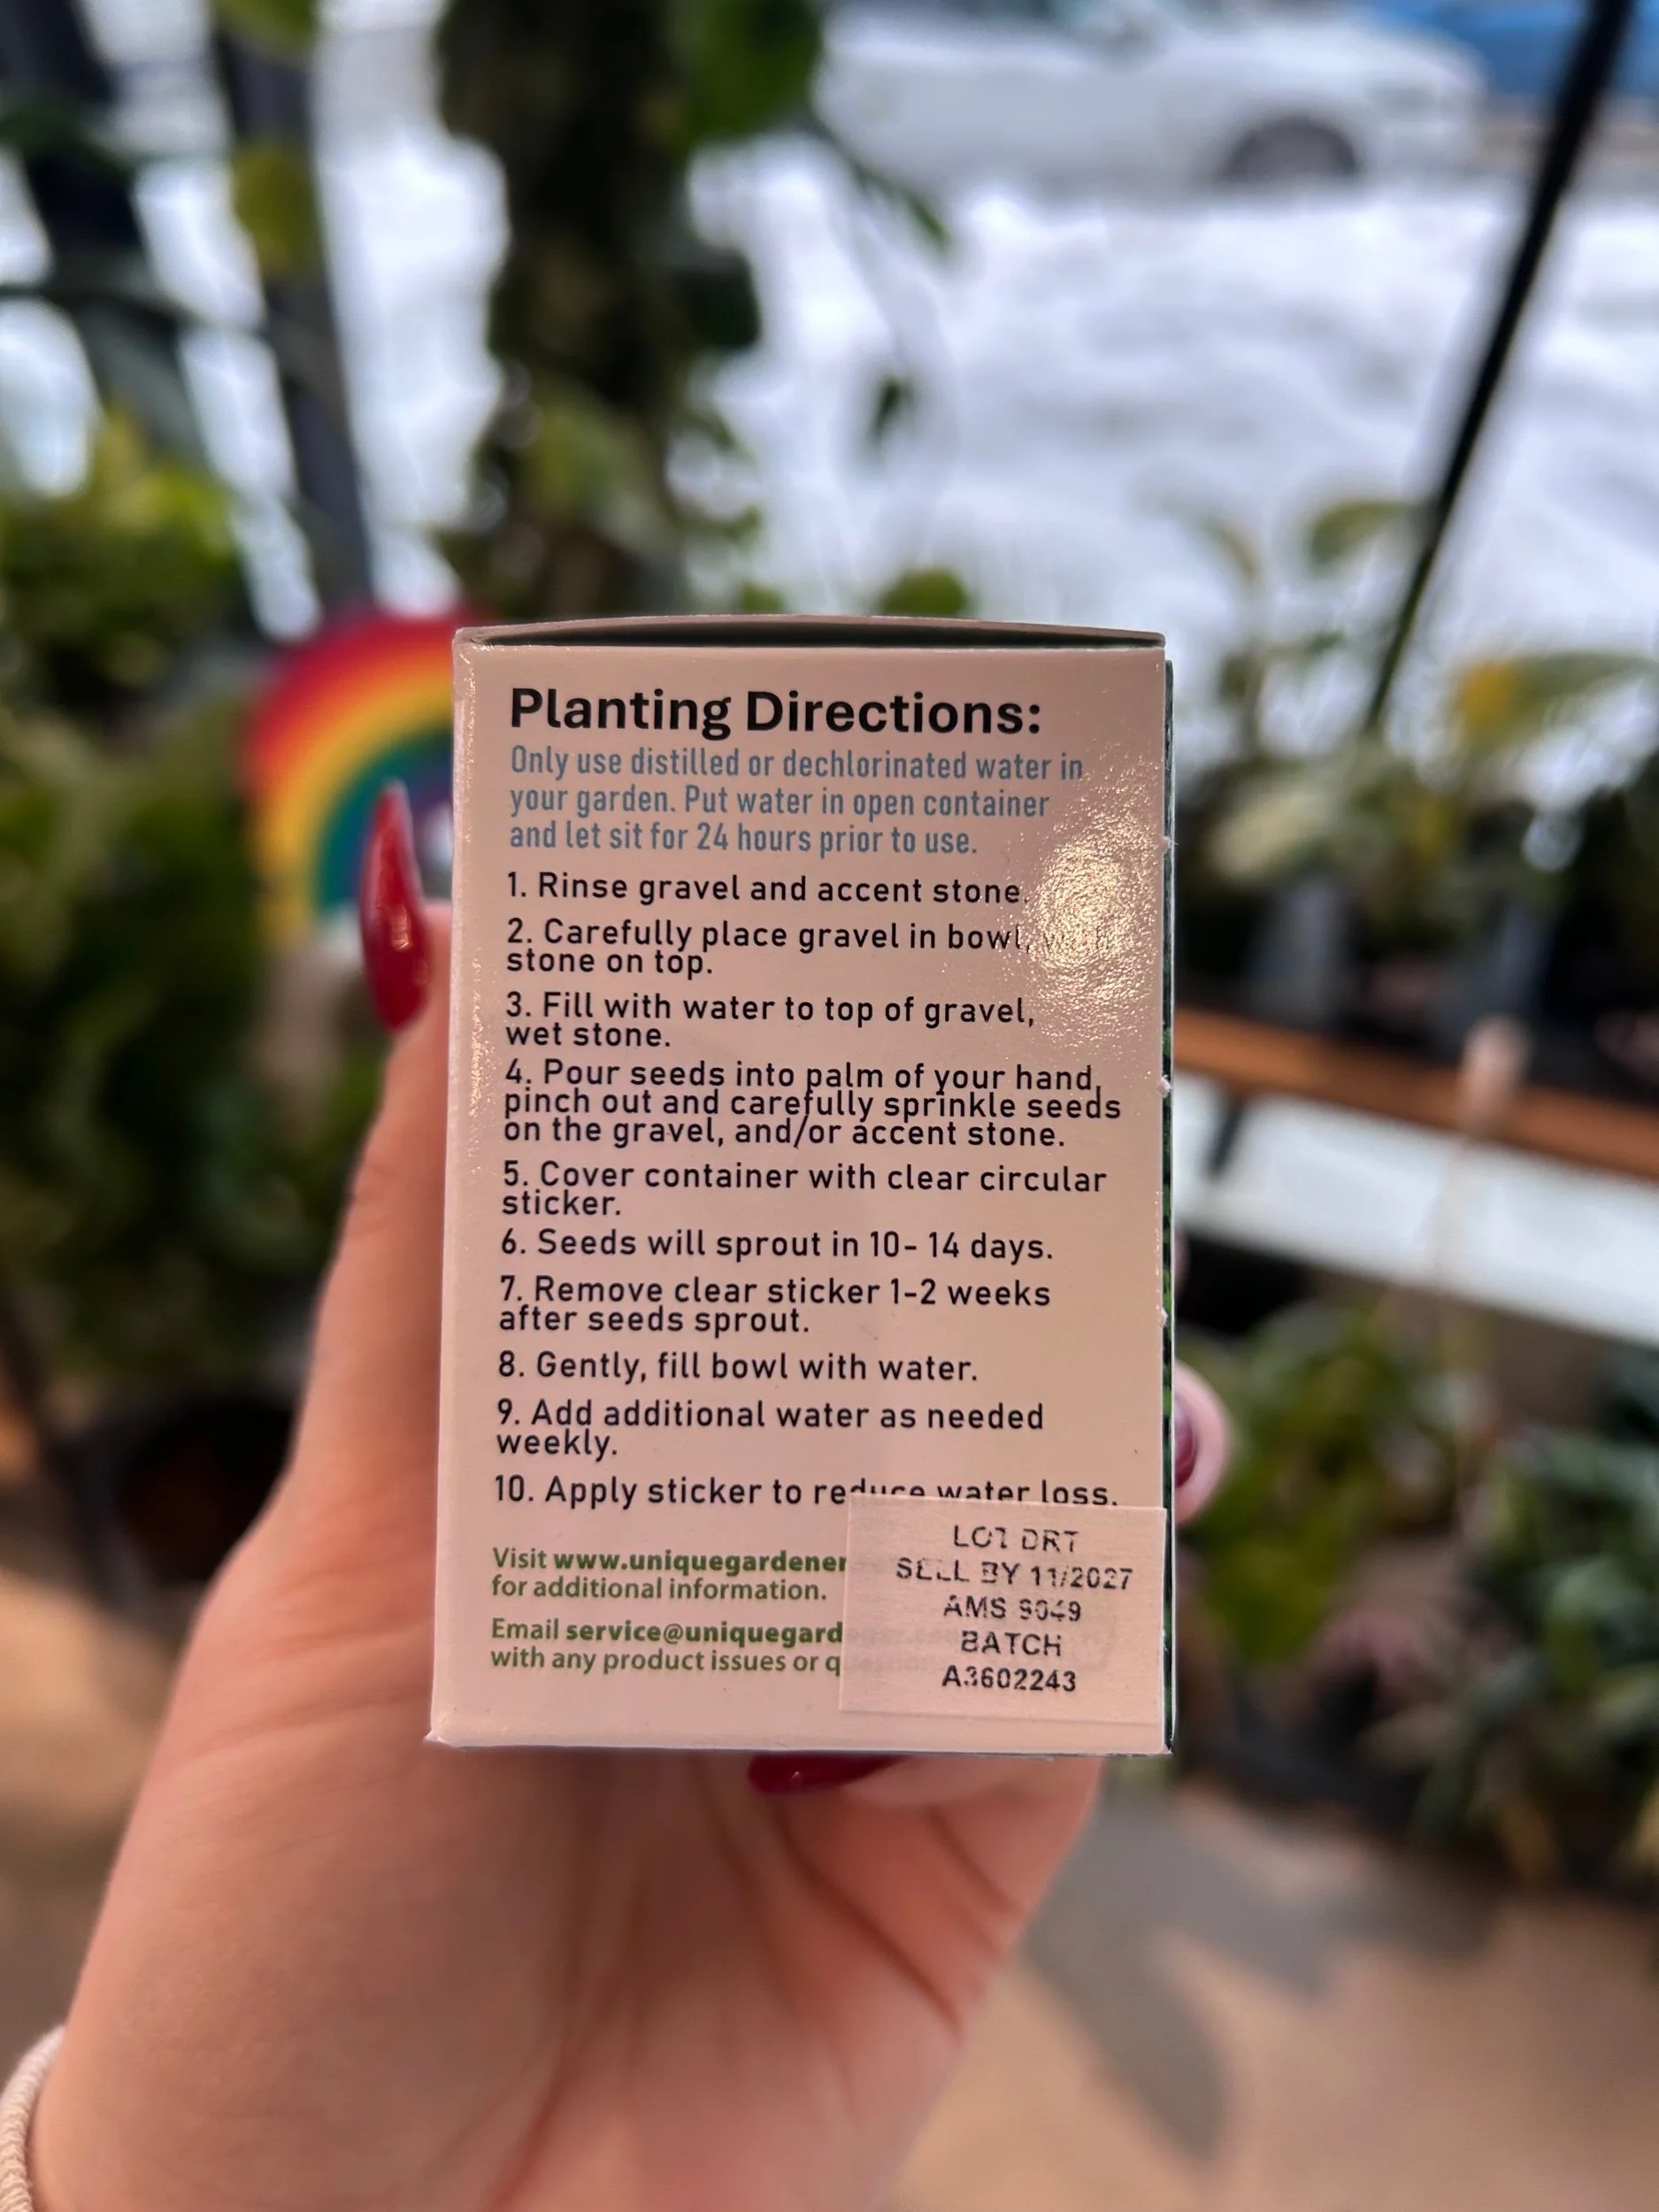 Planting Directions:
Only use distilled or dechlorinated water in
your garden. Put water in open container
and let sit for 24 hours prior to use.
1. Rinse gravel and accent stone.
2. Carefully place gravel in bowl, with
stone on top.
3. Fill with water to top of gravel,
wet stone.
4. Pour seeds into palm of your hand,
pinch out and carefully sprinkle seeds
on the gravel, and/or accent stone.
5. Cover container with clear circular
sticker.
6. Seeds will sprout in 10- 14 days.
7. Remove clear sticker 1-2 weeks
after seeds sprout.
8. Gently, fill bowl with water.
9. Add additional water as needed
weekly.
10. Apply sticker to reduce water loss.
Visit www.uniquegardener
for additional information.
Email service@uniquegard
with any product issues or q
LOT DRT
SELL BY 11/2027
AMS 9049
BATCH
A3602243